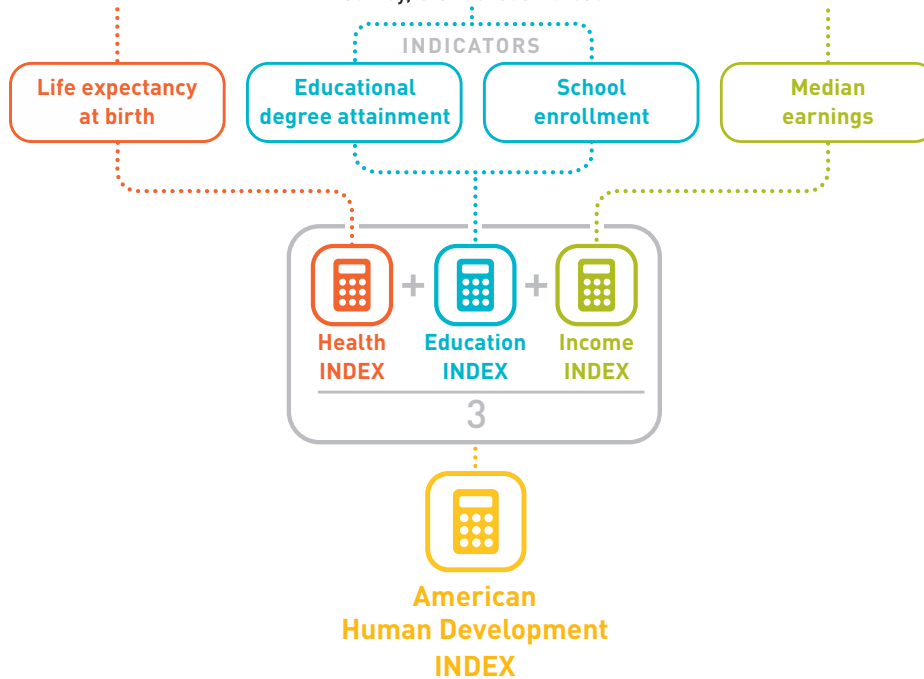 INDICATORS
Life expectancy
at birth
Educational
degree attainment
School
enrollment
Median
earnings
+
+
Health
INDEX
Education
INDEX
Income
INDEX
3
American
Human Development
INDEX